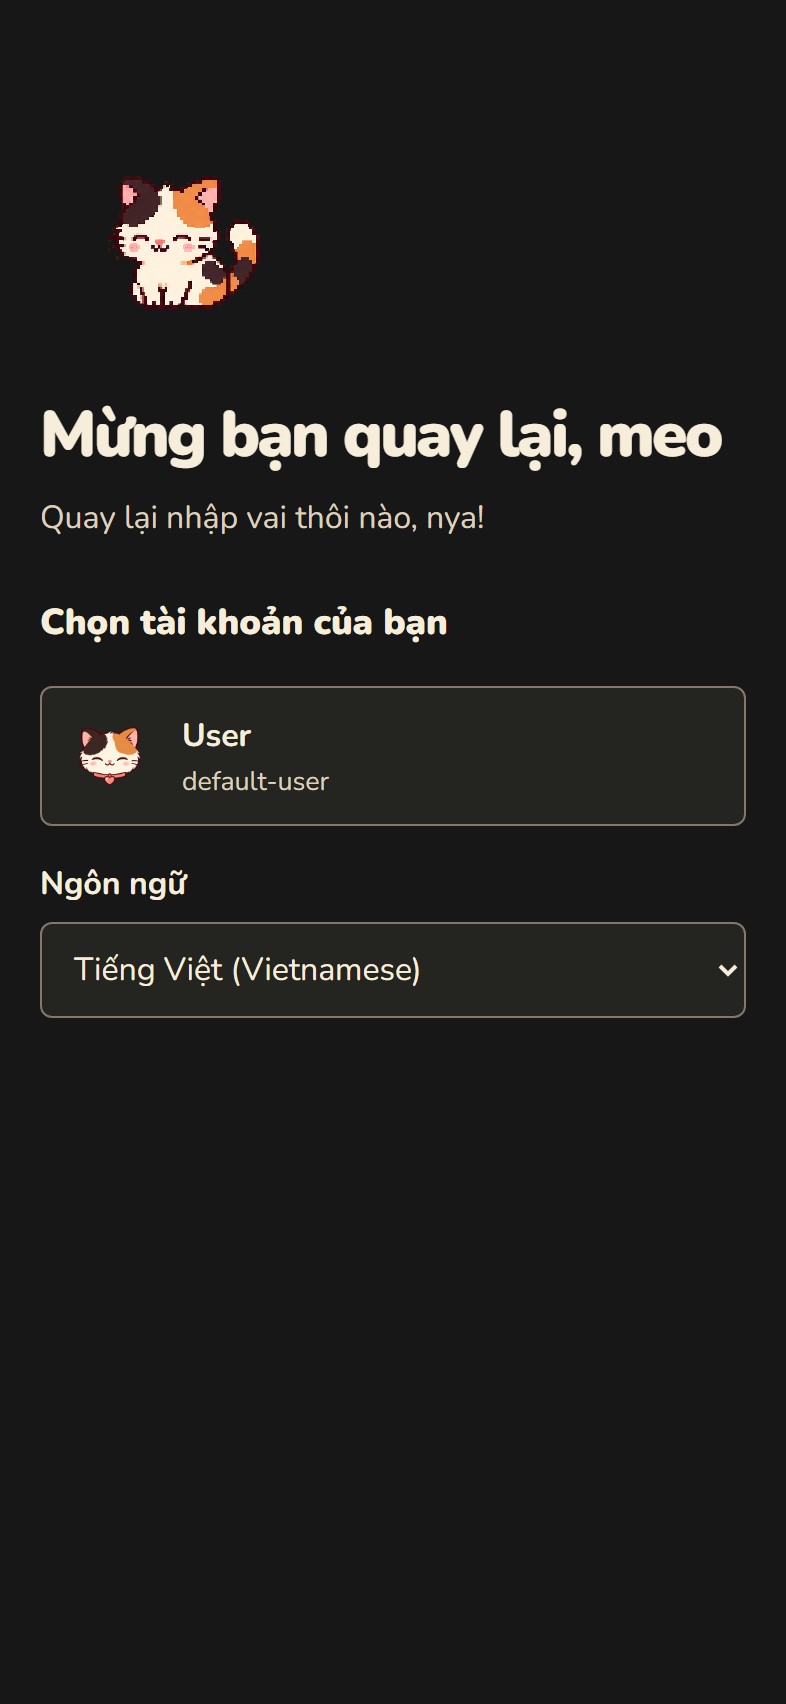 Mừng bạn quay lại, meo
Quay lại nhập vai thôi nào, nya!
Chọn tài khoản của bạn
User
default-user
Ngôn ngữ
Tiếng Việt (Vietnamese)